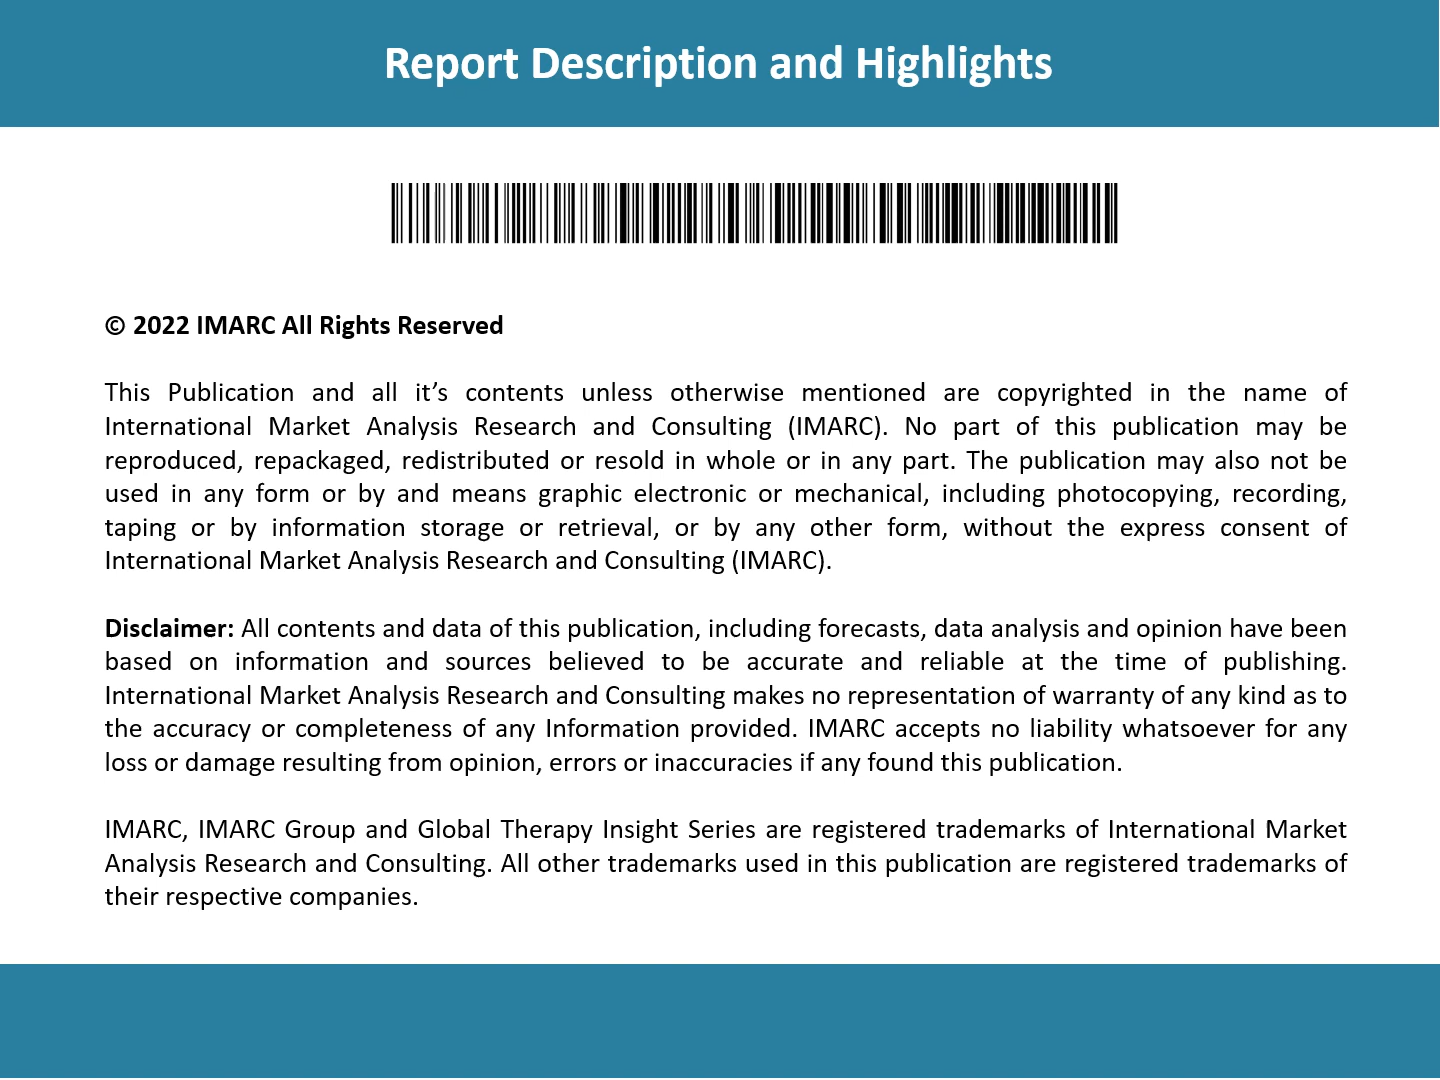 Report Description and Highlights
© 2022 IMARC All Rights Reserved
This Publication and all it’s contents unless otherwise mentioned are copyrighted in the name of
International Market Analysis Research and Consulting (IMARC). No part of this publication may be
reproduced, repackaged, redistributed or resold in whole or in any part. The publication may also not be
used in any form or by and means graphic electronic or mechanical, including photocopying, recording,
taping or by information storage or retrieval, or by any other form, without the express consent of
International Market Analysis Research and Consulting (IMARC).
Disclaimer: All contents and data of this publication, including forecasts, data analysis and opinion have been
based on information and sources believed to be accurate and reliable at the time of publishing.
International Market Analysis Research and Consulting makes no representation of warranty of any kind as to
the accuracy or completeness of any Information provided. IMARC accepts no liability whatsoever for any
loss or damage resulting from opinion, errors or inaccuracies if any found this publication.
IMARC, IMARC Group and Global Therapy Insight Series are registered trademarks of International Market
Analysis Research and Consulting. All other trademarks used in this publication are registered trademarks of
their respective companies.